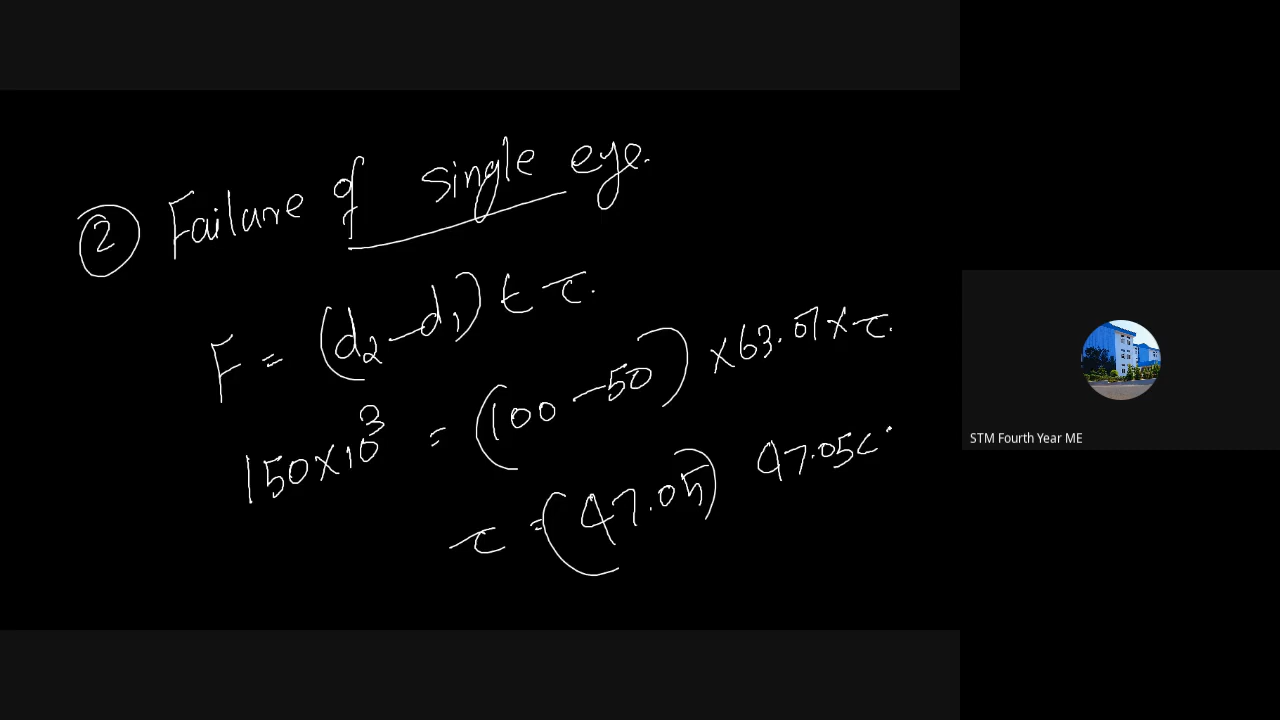 ② Failure of single eye.
F = (d₂ - d₁) t τ.
150×10³ = (100 - 50) × 63.07 × τ.
τ = (47.05) 47.05<
STM Fourth Year ME